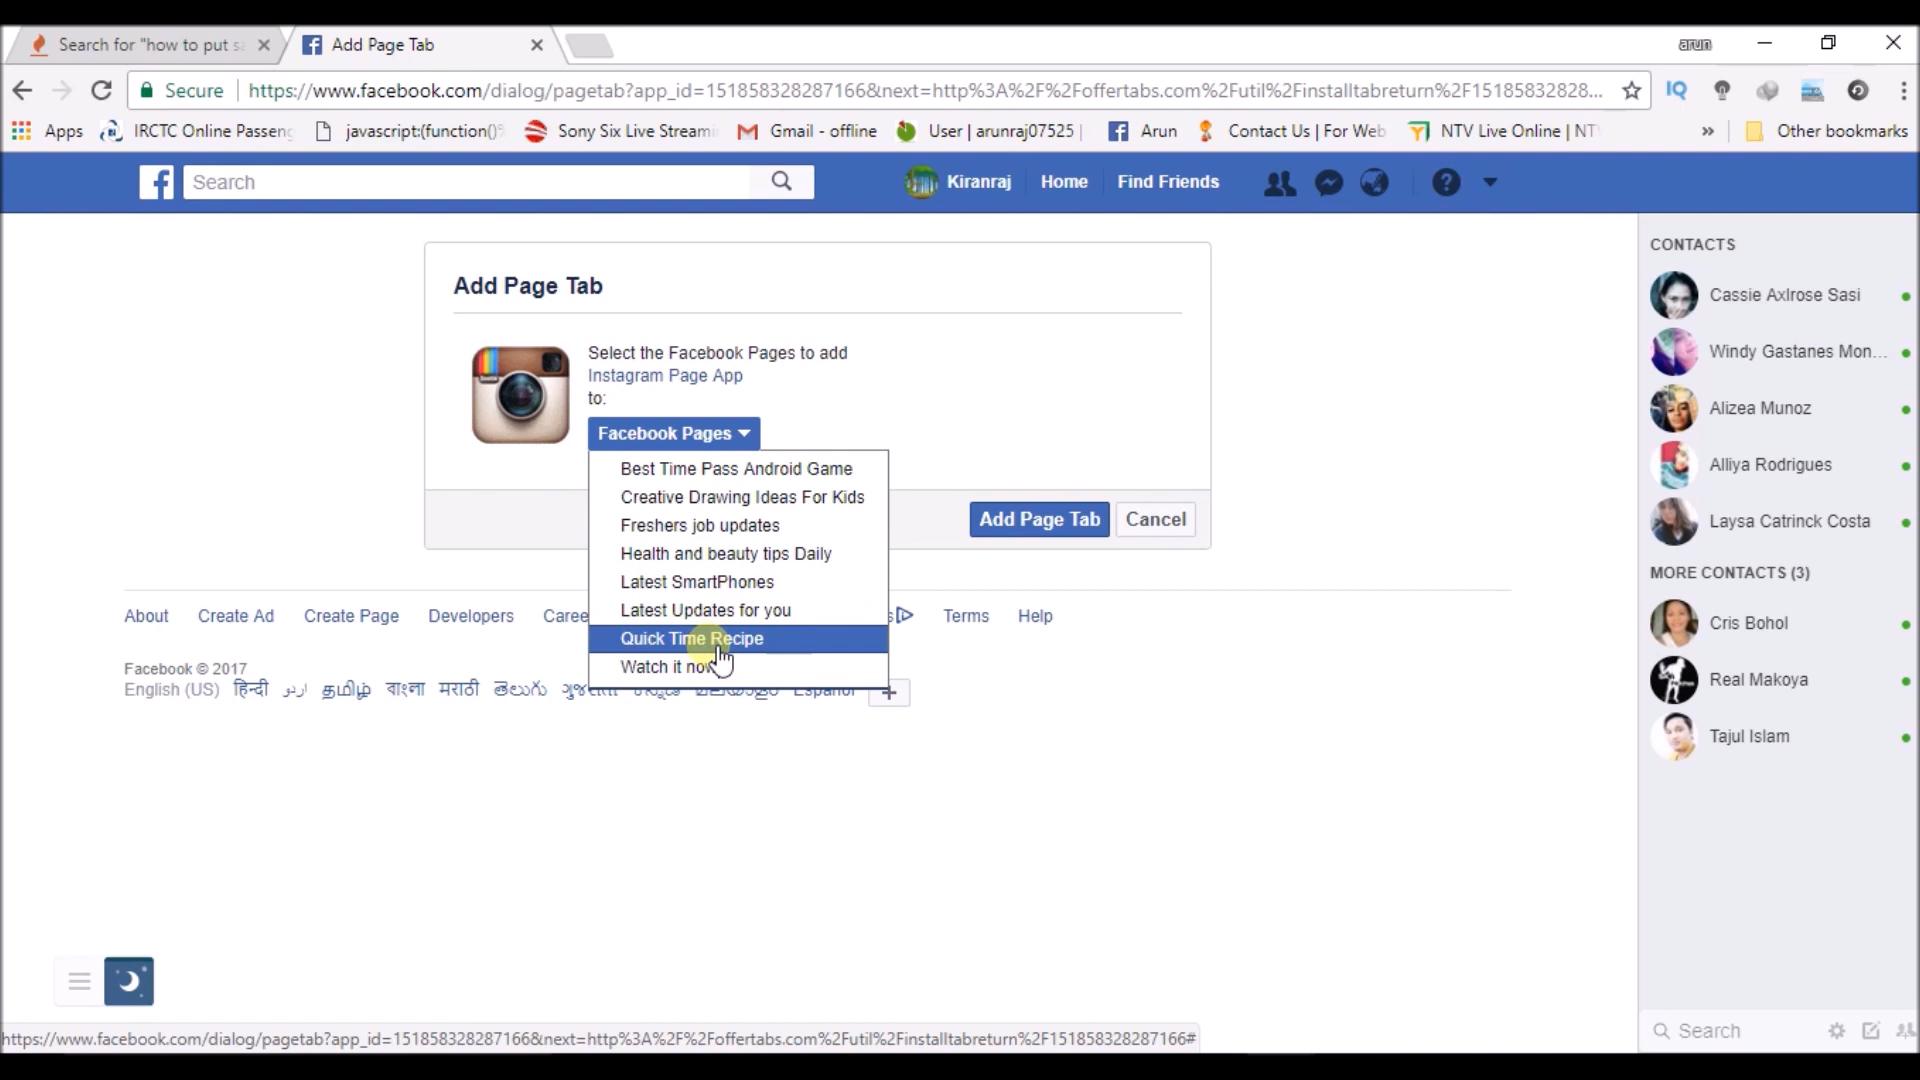 Search for "how to put sa
Add Page Tab
arun
Secure
https://www.facebook.com/dialog/pagetab?app_id=151858328287166&next=http%3A%2F%2Foffertabs.com%2Futil%2Finstalltabreturn%2F15185832828...
IQ
Apps
IRCTC Online Passeng
javascript:(function()%
Sony Six Live Streami
Gmail - offline
User | arunraj07525 |
Arun
Contact Us | For Web
NTV Live Online | NT
»
Other bookmarks
Search
Kiranraj
Home
Find Friends
Add Page Tab
Select the Facebook Pages to add
Instagram Page App
to:
Facebook Pages
Best Time Pass Android Game
Creative Drawing Ideas For Kids
Freshers job updates
Health and beauty tips Daily
Latest SmartPhones
Latest Updates for you
Quick Time Recipe
Watch it now
Add Page Tab
Cancel
About
Create Ad
Create Page
Developers
Terms
Help
Facebook © 2017
English (US) हिन्दी اردو தமிழ் বাংলা मराठी తెలుగు Español
CONTACTS
Cassie Axlrose Sasi
Windy Gastanes Mon...
Alizea Munoz
Alliya Rodrigues
Laysa Catrinck Costa
MORE CONTACTS (3)
Cris Bohol
Real Makoya
Tajul Islam
Search
https://www.facebook.com/dialog/pagetab?app_id=151858328287166&next=http%3A%2F%2Foffertabs.com%2Futil%2Finstalltabreturn%2F151858328287166#